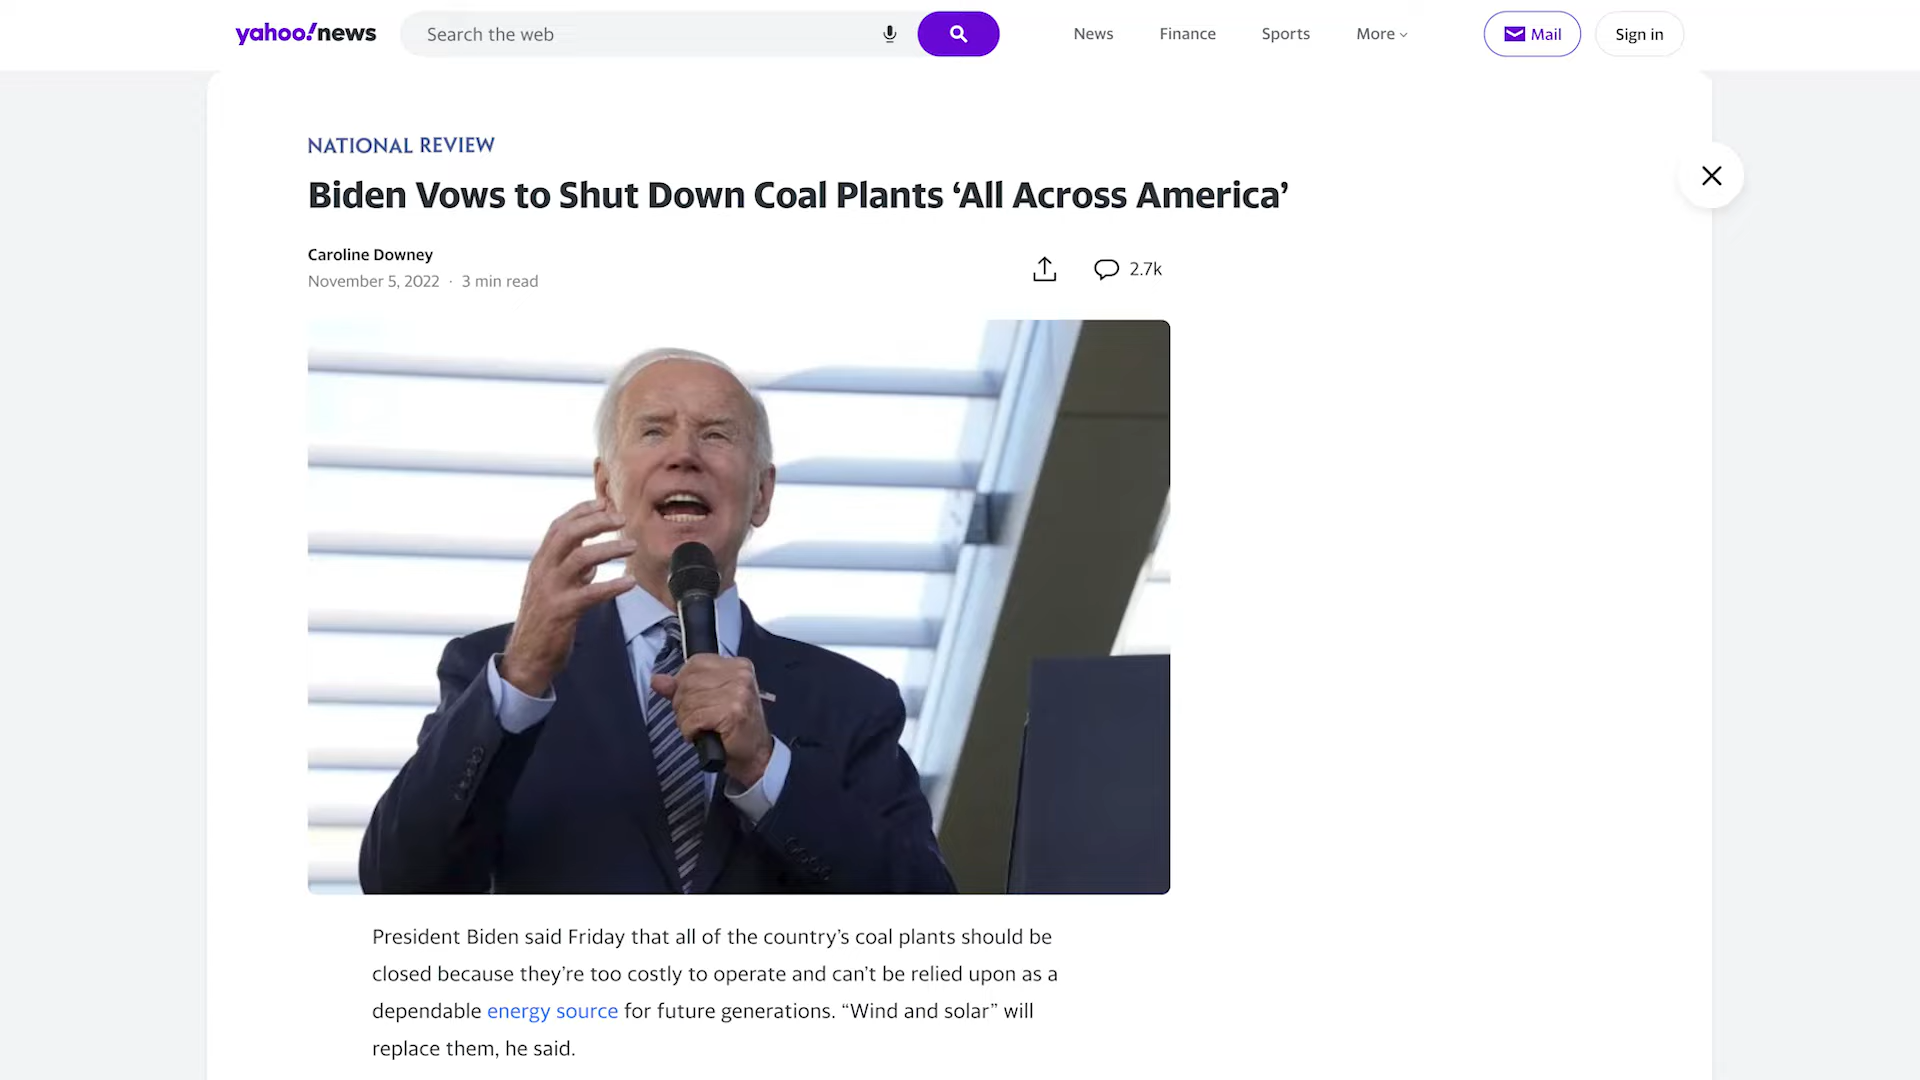 yahoo!news
Search the web
News
Finance
Sports
More
Mail
Sign in
NATIONAL REVIEW
Biden Vows to Shut Down Coal Plants ‘All Across America’
Caroline Downey
November 5, 2022 · 3 min read
2.7k
President Biden said Friday that all of the country’s coal plants should be
closed because they’re too costly to operate and can’t be relied upon as a
dependable energy source for future generations. “Wind and solar” will
replace them, he said.